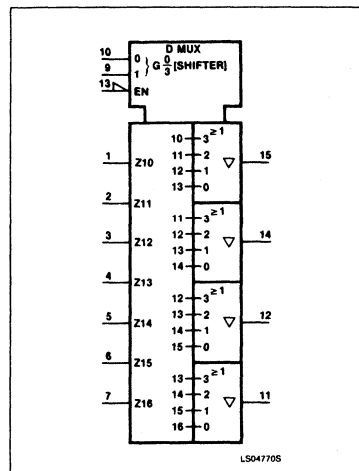 D MUX
10 0 } G 0/3 [SHIFTER]
9 1
13 EN
1 Z10
2 Z11
3 Z12
4 Z13
5 Z14
6 Z15
7 Z16
10 3 ≥1
11 2 ▽ 15
12 1
13 0
11 3 ≥1
12 2 ▽ 14
13 1
14 0
12 3 ≥1
13 2 ▽ 12
14 1
15 0
13 3 ≥1
14 2 ▽ 11
15 1
16 0
LS04770S